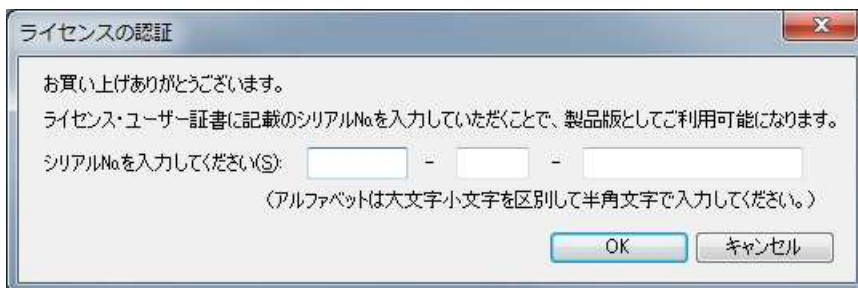 ライセンスの認証
お買い上げありがとうございます。
ライセンス・ユーザー証書に記載のシリアル№を入力していただくことで、製品版としてご利用可能になります。
シリアル№を入力してください(S): - -
(アルファベットは大文字小文字を区別して半角文字で入力してください。)
OK キャンセル